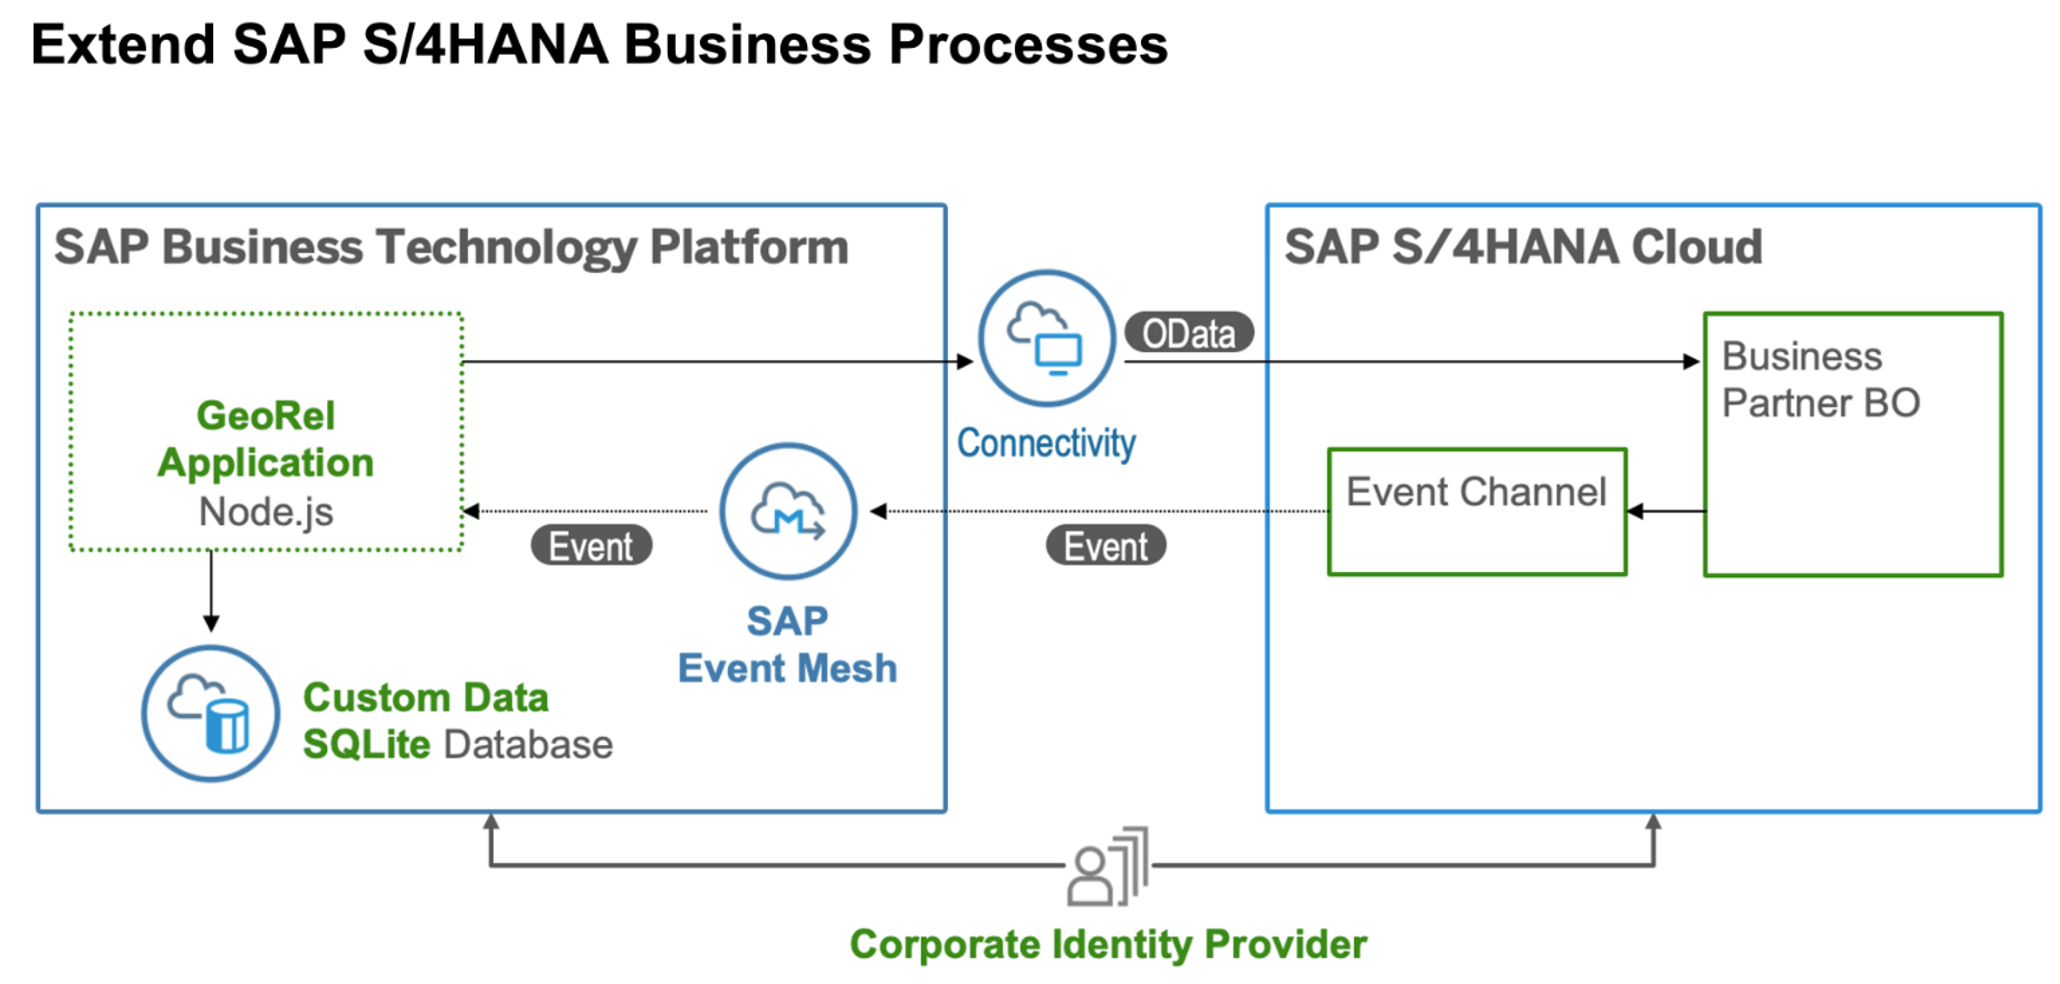 Extend SAP S/4HANA Business Processes
SAP Business Technology Platform
SAP S/4HANA Cloud
GeoRel
Application
Node.js
OData
Connectivity
Business
Partner BO
Event Channel
Event
Event
SAP
Event Mesh
Custom Data
SQLite Database
Corporate Identity Provider